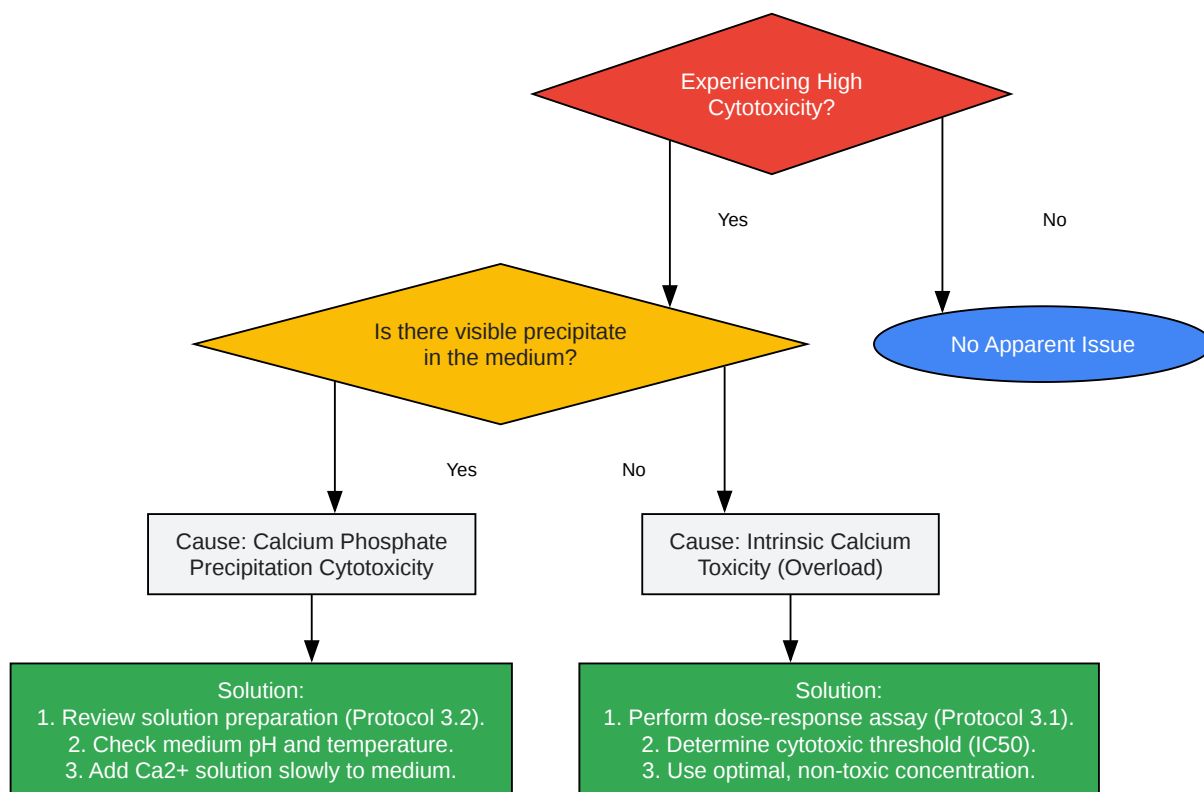 Experiencing High
Cytotoxicity?
Yes
No
Is there visible precipitate
in the medium?
No Apparent Issue
Yes
No
Cause: Calcium Phosphate
Precipitation Cytotoxicity
Cause: Intrinsic Calcium
Toxicity (Overload)
Solution:
1. Review solution preparation (Protocol 3.2).
2. Check medium pH and temperature.
3. Add Ca2+ solution slowly to medium.
Solution:
1. Perform dose-response assay (Protocol 3.1).
2. Determine cytotoxic threshold (IC50).
3. Use optimal, non-toxic concentration.